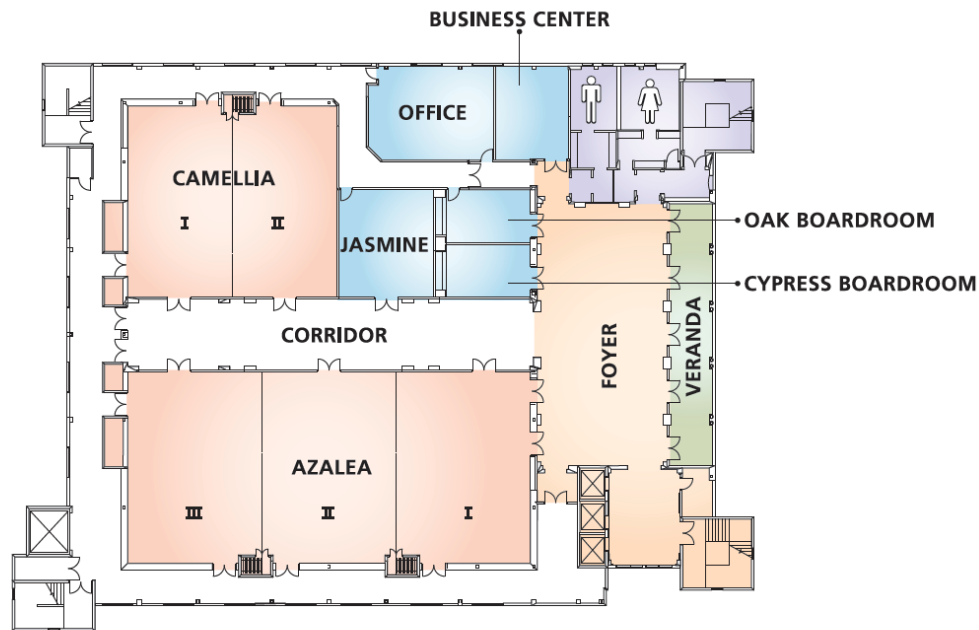 BUSINESS CENTER
OFFICE
CAMELLIA
I
II
JASMINE
OAK BOARDROOM
CYPRESS BOARDROOM
CORRIDOR
FOYER
VERANDA
AZALEA
III
II
I